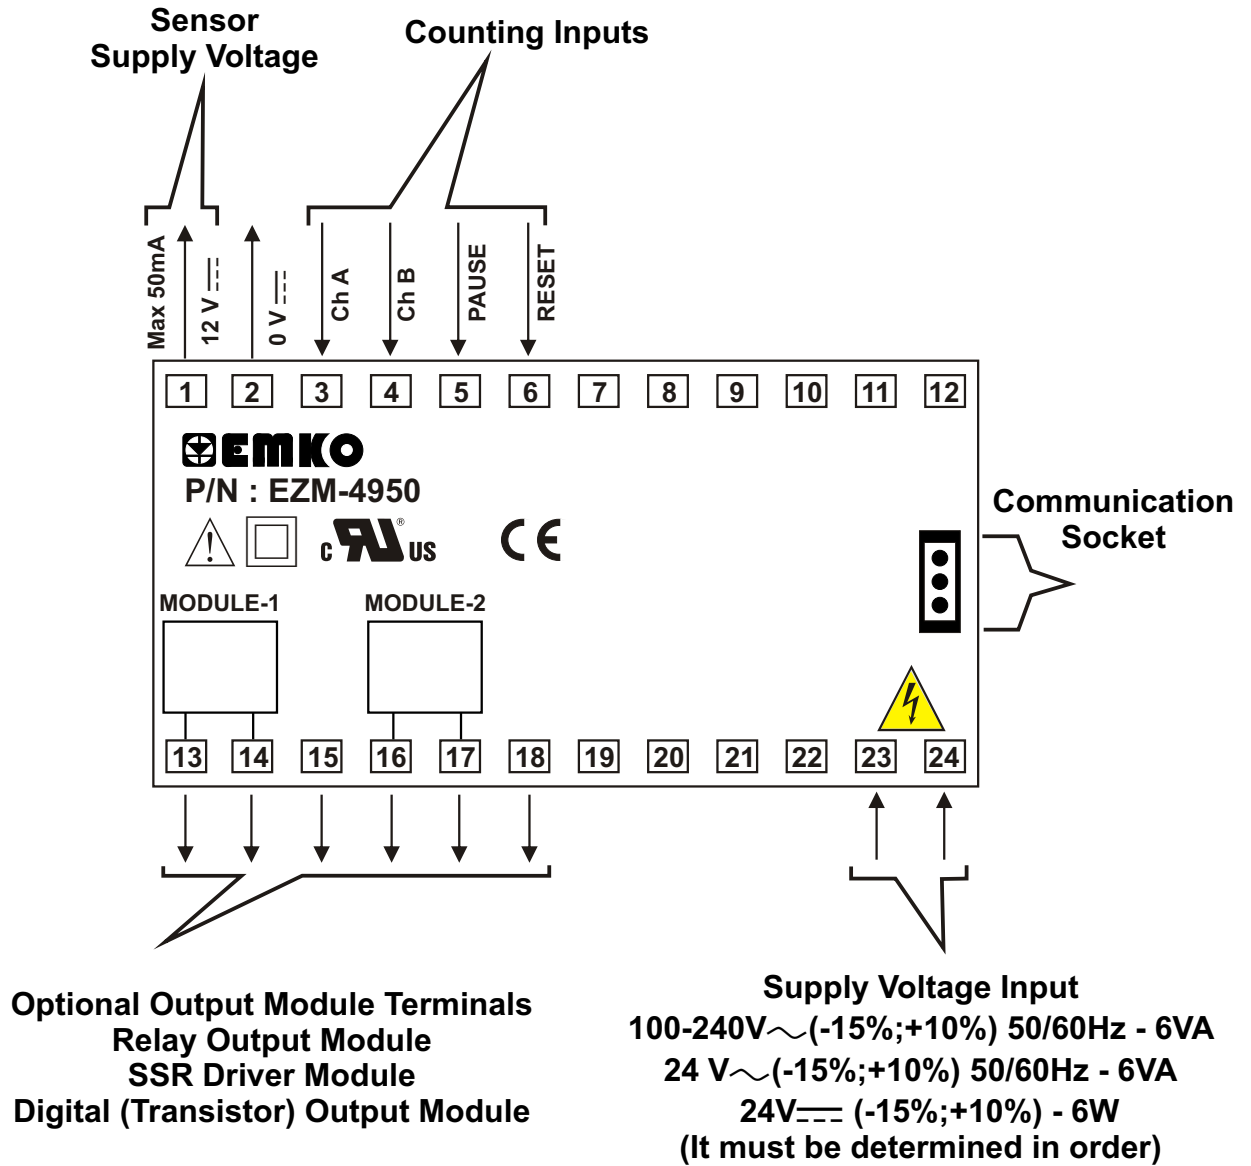 Sensor
Supply Voltage
Counting Inputs
Max 50mA
12 V
0 V
Ch A
Ch B
PAUSE
RESET
1 2 3 4 5 6 7 8 9 10 11 12
EMKO
P/N : EZM-4950
C RU ® US CE
Communication
Socket
MODULE-1 MODULE-2
13 14 15 16 17 18 19 20 21 22 23 24
Optional Output Module Terminals
Relay Output Module
SSR Driver Module
Digital (Transistor) Output Module
Supply Voltage Input
100-240V～(-15%;+10%) 50/60Hz - 6VA
24 V～(-15%;+10%) 50/60Hz - 6VA
24V⎓ (-15%;+10%) - 6W
(It must be determined in order)